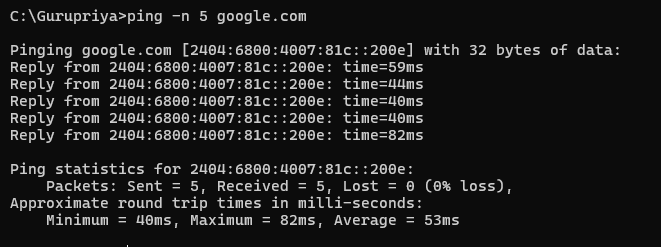 C:\Gurupriya>ping -n 5 google.com
Pinging google.com [2404:6800:4007:81c::200e] with 32 bytes of data:
Reply from 2404:6800:4007:81c::200e: time=59ms
Reply from 2404:6800:4007:81c::200e: time=44ms
Reply from 2404:6800:4007:81c::200e: time=40ms
Reply from 2404:6800:4007:81c::200e: time=40ms
Reply from 2404:6800:4007:81c::200e: time=82ms
Ping statistics for 2404:6800:4007:81c::200e:
    Packets: Sent = 5, Received = 5, Lost = 0 (0% loss),
Approximate round trip times in milli-seconds:
    Minimum = 40ms, Maximum = 82ms, Average = 53ms